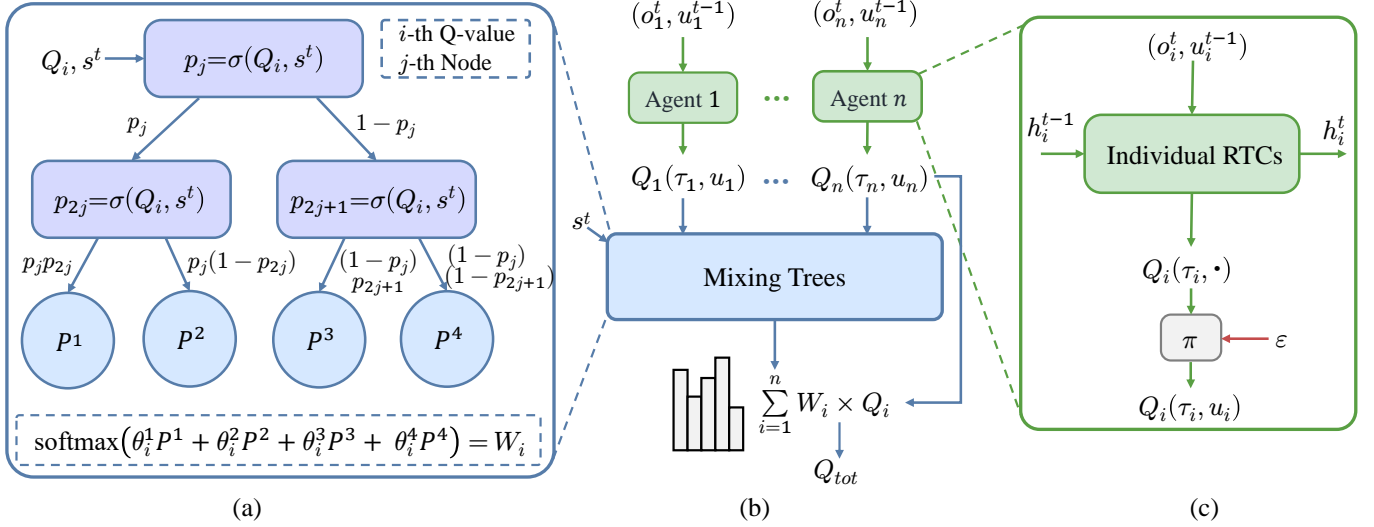 Q_i, s^t
p_j=σ(Q_i, s^t)
i-th Q-value
j-th Node
p_j
1 − p_j
p_{2j}=σ(Q_i, s^t)
p_{2j+1}=σ(Q_i, s^t)
p_j p_{2j}
p_j(1 − p_{2j})
(1 − p_j)
p_{2j+1}
(1 − p_j)
(1 − p_{2j+1})
P^1
P^2
P^3
P^4
softmax(θ_i^1 P^1 + θ_i^2 P^2 + θ_i^3 P^3 + θ_i^4 P^4) = W_i
(a)
(o_1^t, u_1^{t−1})
(o_n^t, u_n^{t−1})
Agent 1
···
Agent n
Q_1(τ_1, u_1)
···
Q_n(τ_n, u_n)
s^t
Mixing Trees
∑_{i=1}^{n} W_i × Q_i
Q_{tot}
(b)
(o_i^t, u_i^{t−1})
h_i^{t−1}
Individual RTCs
h_i^t
Q_i(τ_i, ·)
π
ε
Q_i(τ_i, u_i)
(c)